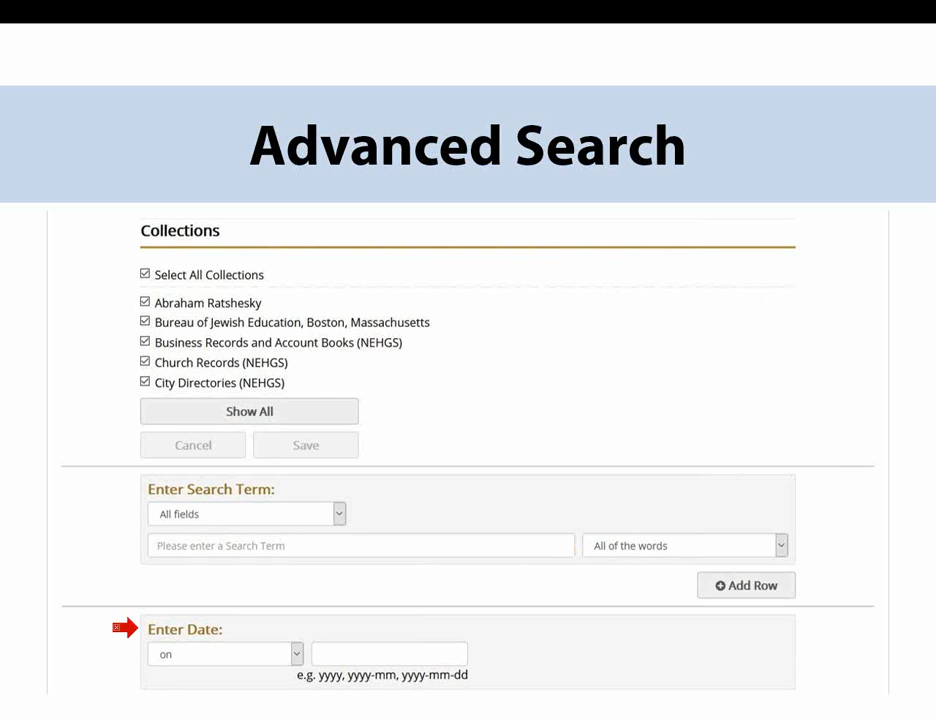 Advanced Search
Collections
Select All Collections
Abraham Ratshesky
Bureau of Jewish Education, Boston, Massachusetts
Business Records and Account Books (NEHGS)
Church Records (NEHGS)
City Directories (NEHGS)
Show All
Cancel Save
Enter Search Term:
All fields
Please enter a Search Term All of the words
Add Row
Enter Date:
on
e.g. yyyy, yyyy-mm, yyyy-mm-dd